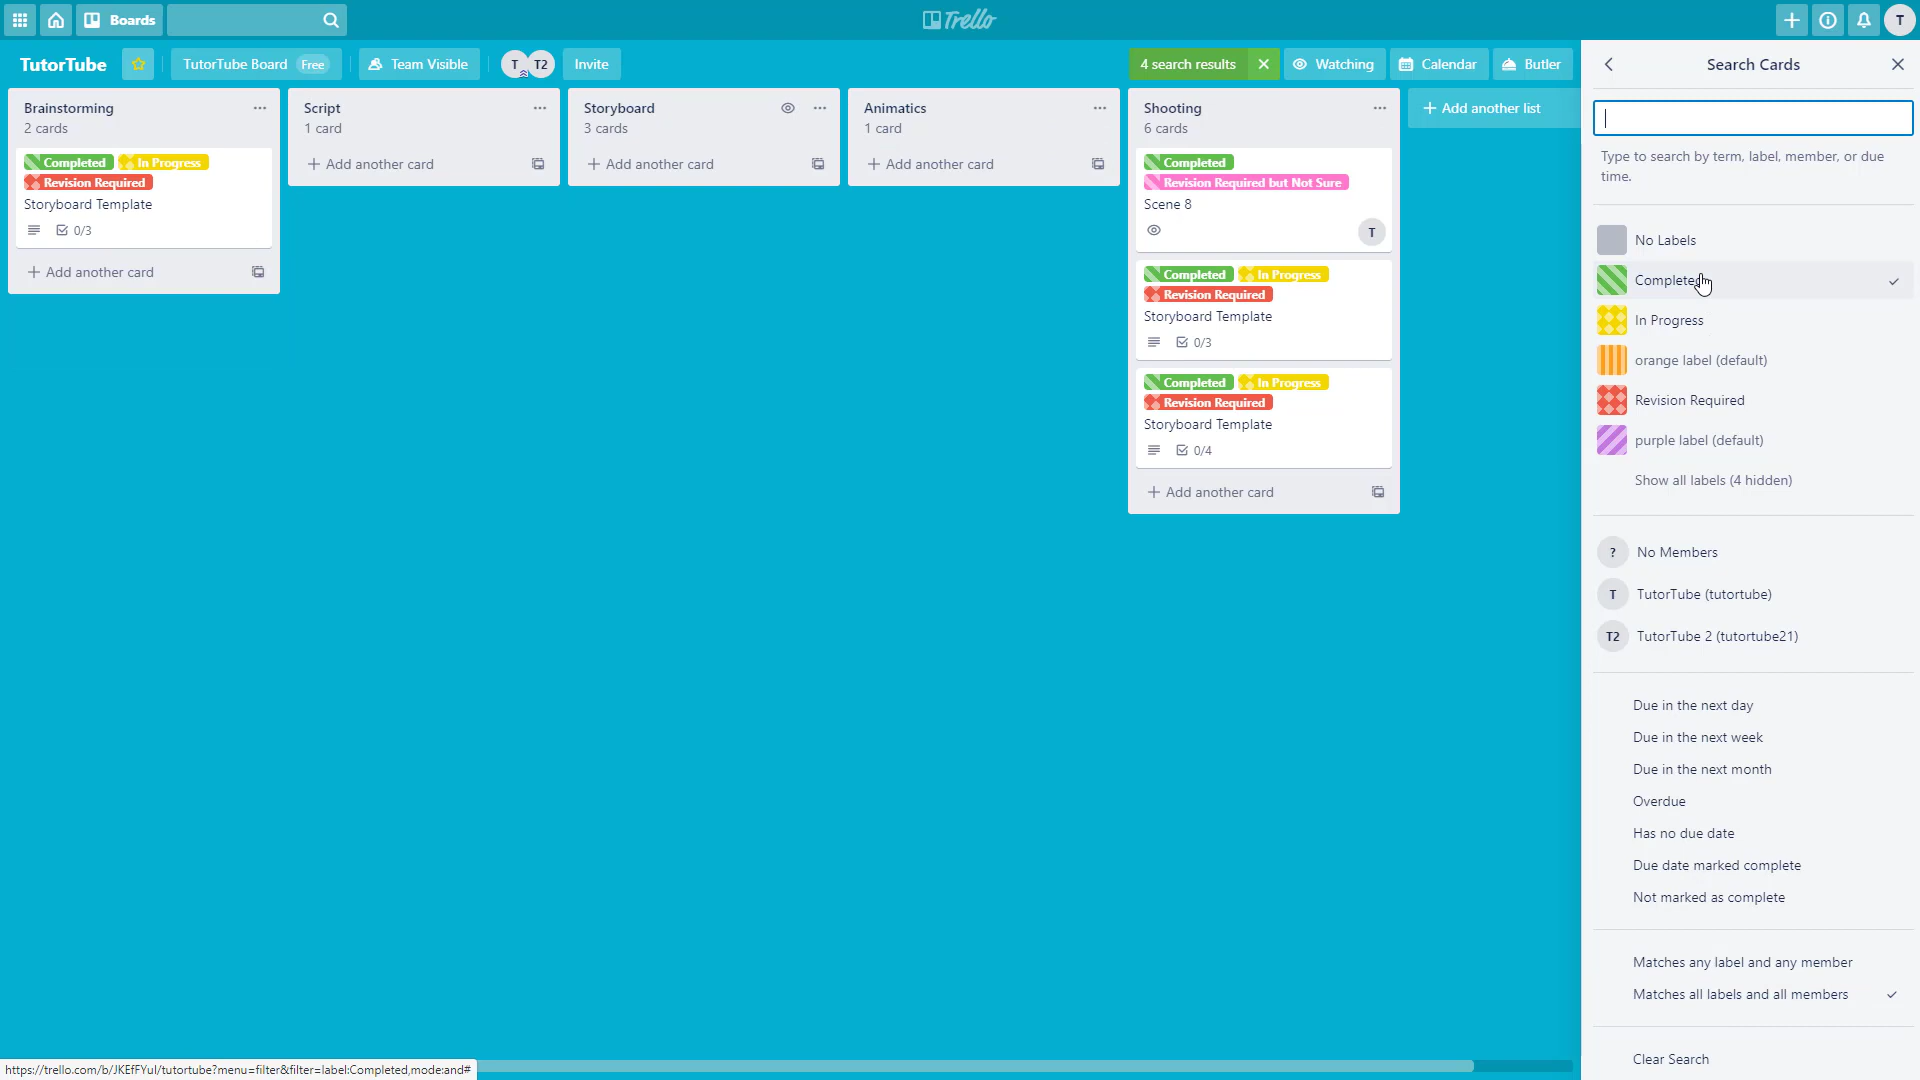 Boards
Trello
T
TutorTube
TutorTube Board Free
Team Visible
T
T2
Invite
4 search results
Watching
Calendar
Butler
Brainstorming
2 cards
Completed
In Progress
Revision Required
Storyboard Template
0/3
Add another card
Script
1 card
Add another card
Storyboard
3 cards
Add another card
Animatics
1 card
Add another card
Shooting
6 cards
Completed
Revision Required but Not Sure
Scene 8
T
Completed
In Progress
Revision Required
Storyboard Template
0/3
Completed
In Progress
Revision Required
Storyboard Template
0/4
Add another card
Add another list
Search Cards
Type to search by term, label, member, or due
time.
No Labels
Completed
In Progress
orange label (default)
Revision Required
purple label (default)
Show all labels (4 hidden)
? No Members
T TutorTube (tutortube)
T2 TutorTube 2 (tutortube21)
Due in the next day
Due in the next week
Due in the next month
Overdue
Has no due date
Due date marked complete
Not marked as complete
Matches any label and any member
Matches all labels and all members
Clear Search
https://trello.com/b/JKEfFYul/tutortube?menu=filter&filter=label:Completed,mode:and#